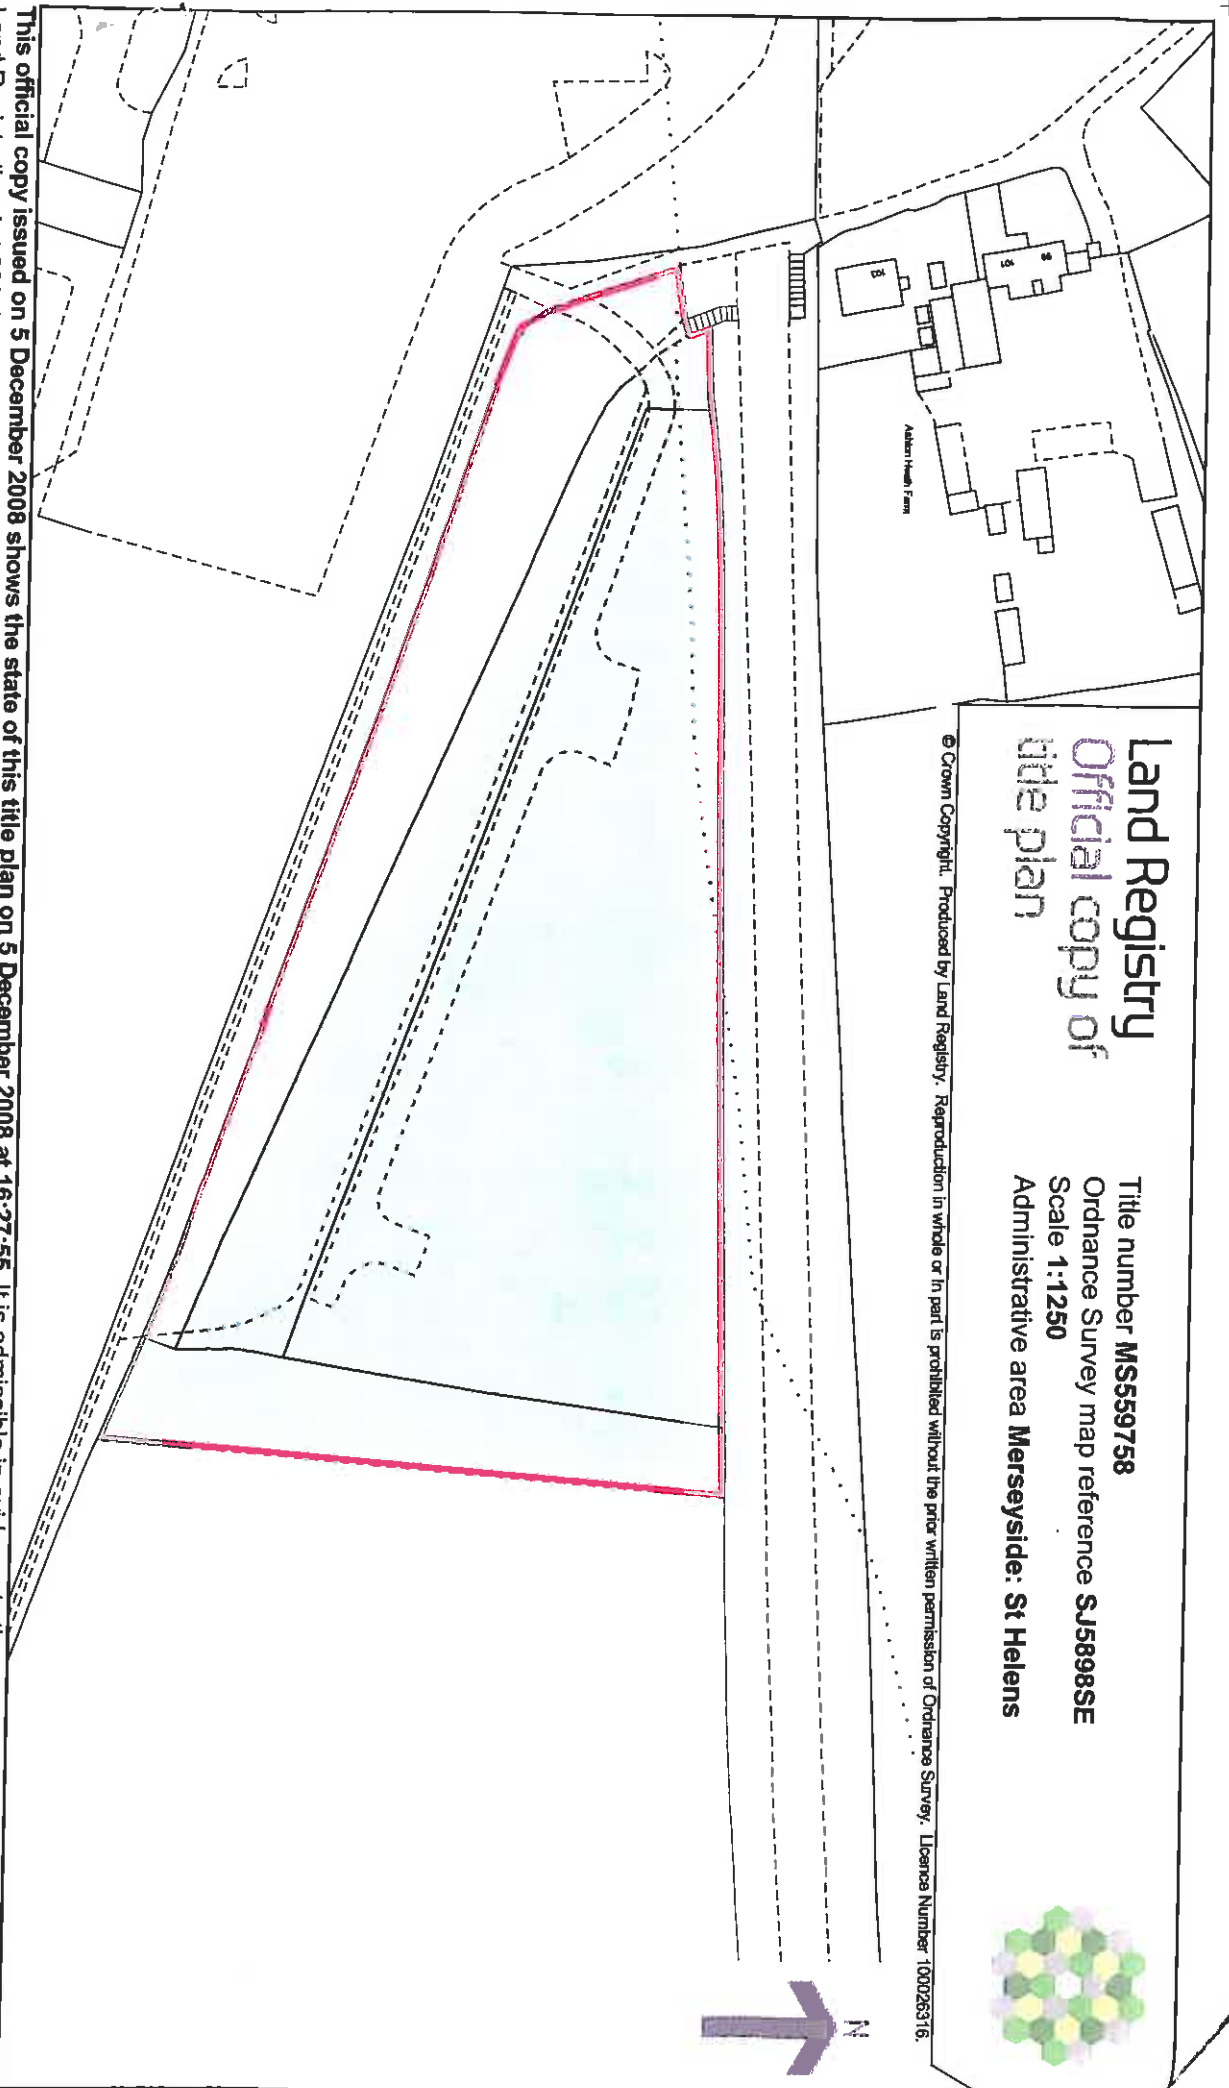 Land Registry
Official copy of
title plan
Title number MS559758
Ordnance Survey map reference SJ5898SE
Scale 1:1250
Administrative area Merseyside: St Helens
© Crown Copyright. Produced by Land Registry. Reproduction in whole or in part is prohibited without the prior written permission of Ordnance Survey. Licence Number 100026316.
N
99
101
103
Ashton Heath Farm
This official copy issued on 5 December 2008 shows the state of this title plan on 5 December 2008 at 16:27:55. It is admissible in